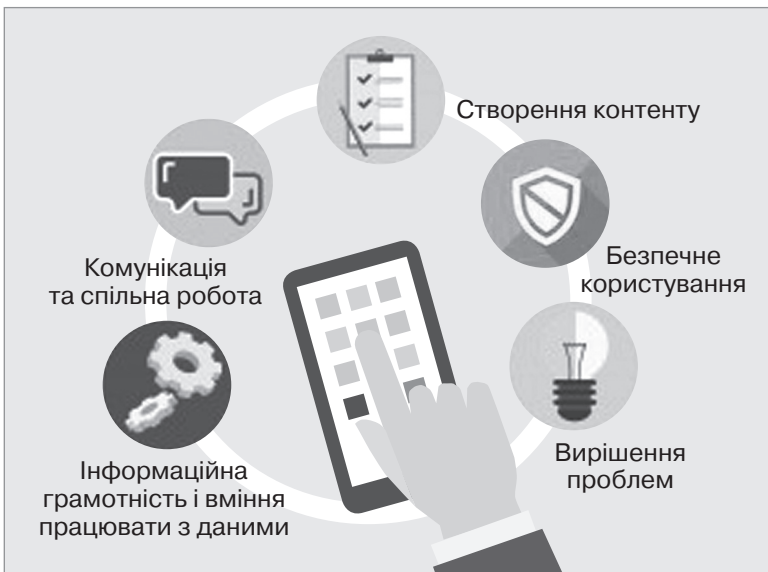 Створення контенту
Безпечне
користування
Комунікація
та спільна робота
Вирішення
проблем
Інформаційна
грамотність і вміння
працювати з даними